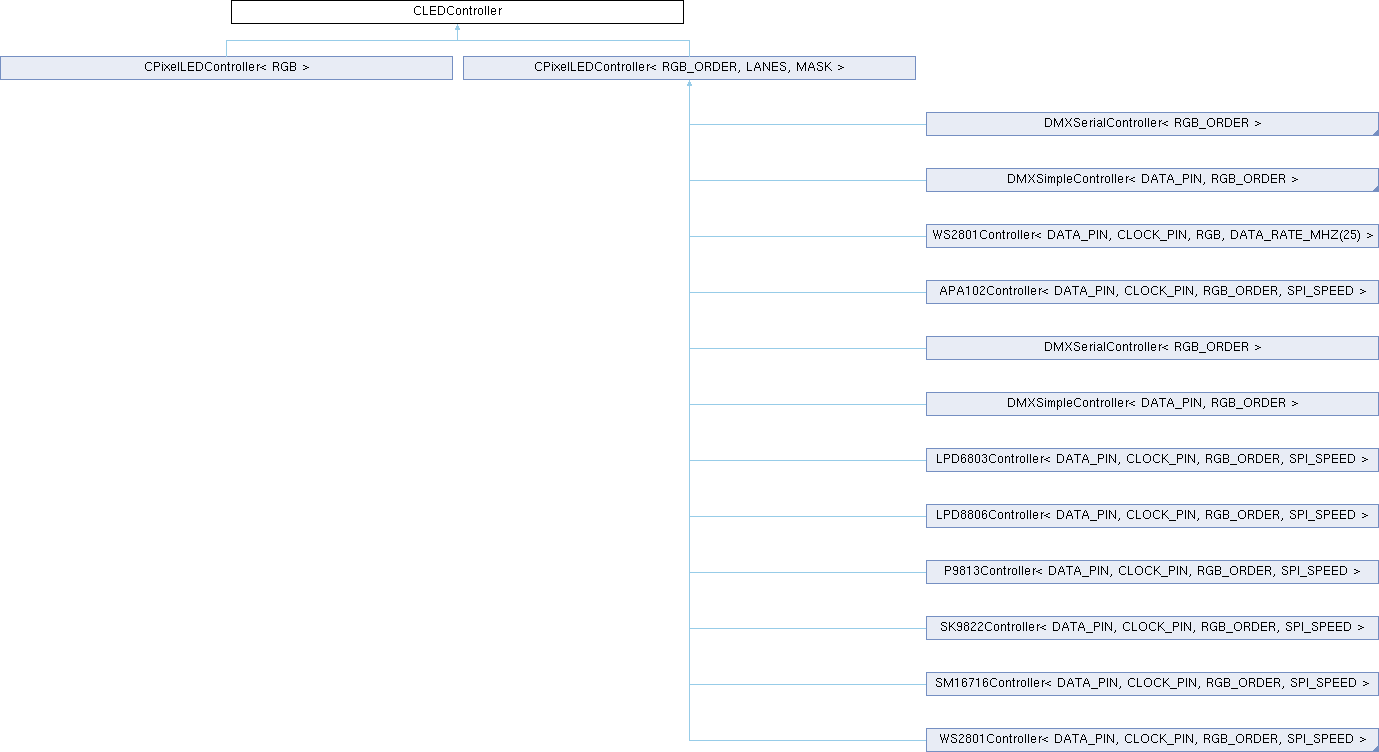 CLEDController
CPixelLEDController< RGB >
CPixelLEDController< RGB_ORDER, LANES, MASK >
DMXSerialController< RGB_ORDER >
DMXSimpleController< DATA_PIN, RGB_ORDER >
WS2801Controller< DATA_PIN, CLOCK_PIN, RGB, DATA_RATE_MHZ(25) >
APA102Controller< DATA_PIN, CLOCK_PIN, RGB_ORDER, SPI_SPEED >
DMXSerialController< RGB_ORDER >
DMXSimpleController< DATA_PIN, RGB_ORDER >
LPD6803Controller< DATA_PIN, CLOCK_PIN, RGB_ORDER, SPI_SPEED >
LPD8806Controller< DATA_PIN, CLOCK_PIN, RGB_ORDER, SPI_SPEED >
P9813Controller< DATA_PIN, CLOCK_PIN, RGB_ORDER, SPI_SPEED >
SK9822Controller< DATA_PIN, CLOCK_PIN, RGB_ORDER, SPI_SPEED >
SM16716Controller< DATA_PIN, CLOCK_PIN, RGB_ORDER, SPI_SPEED >
WS2801Controller< DATA_PIN, CLOCK_PIN, RGB_ORDER, SPI_SPEED >